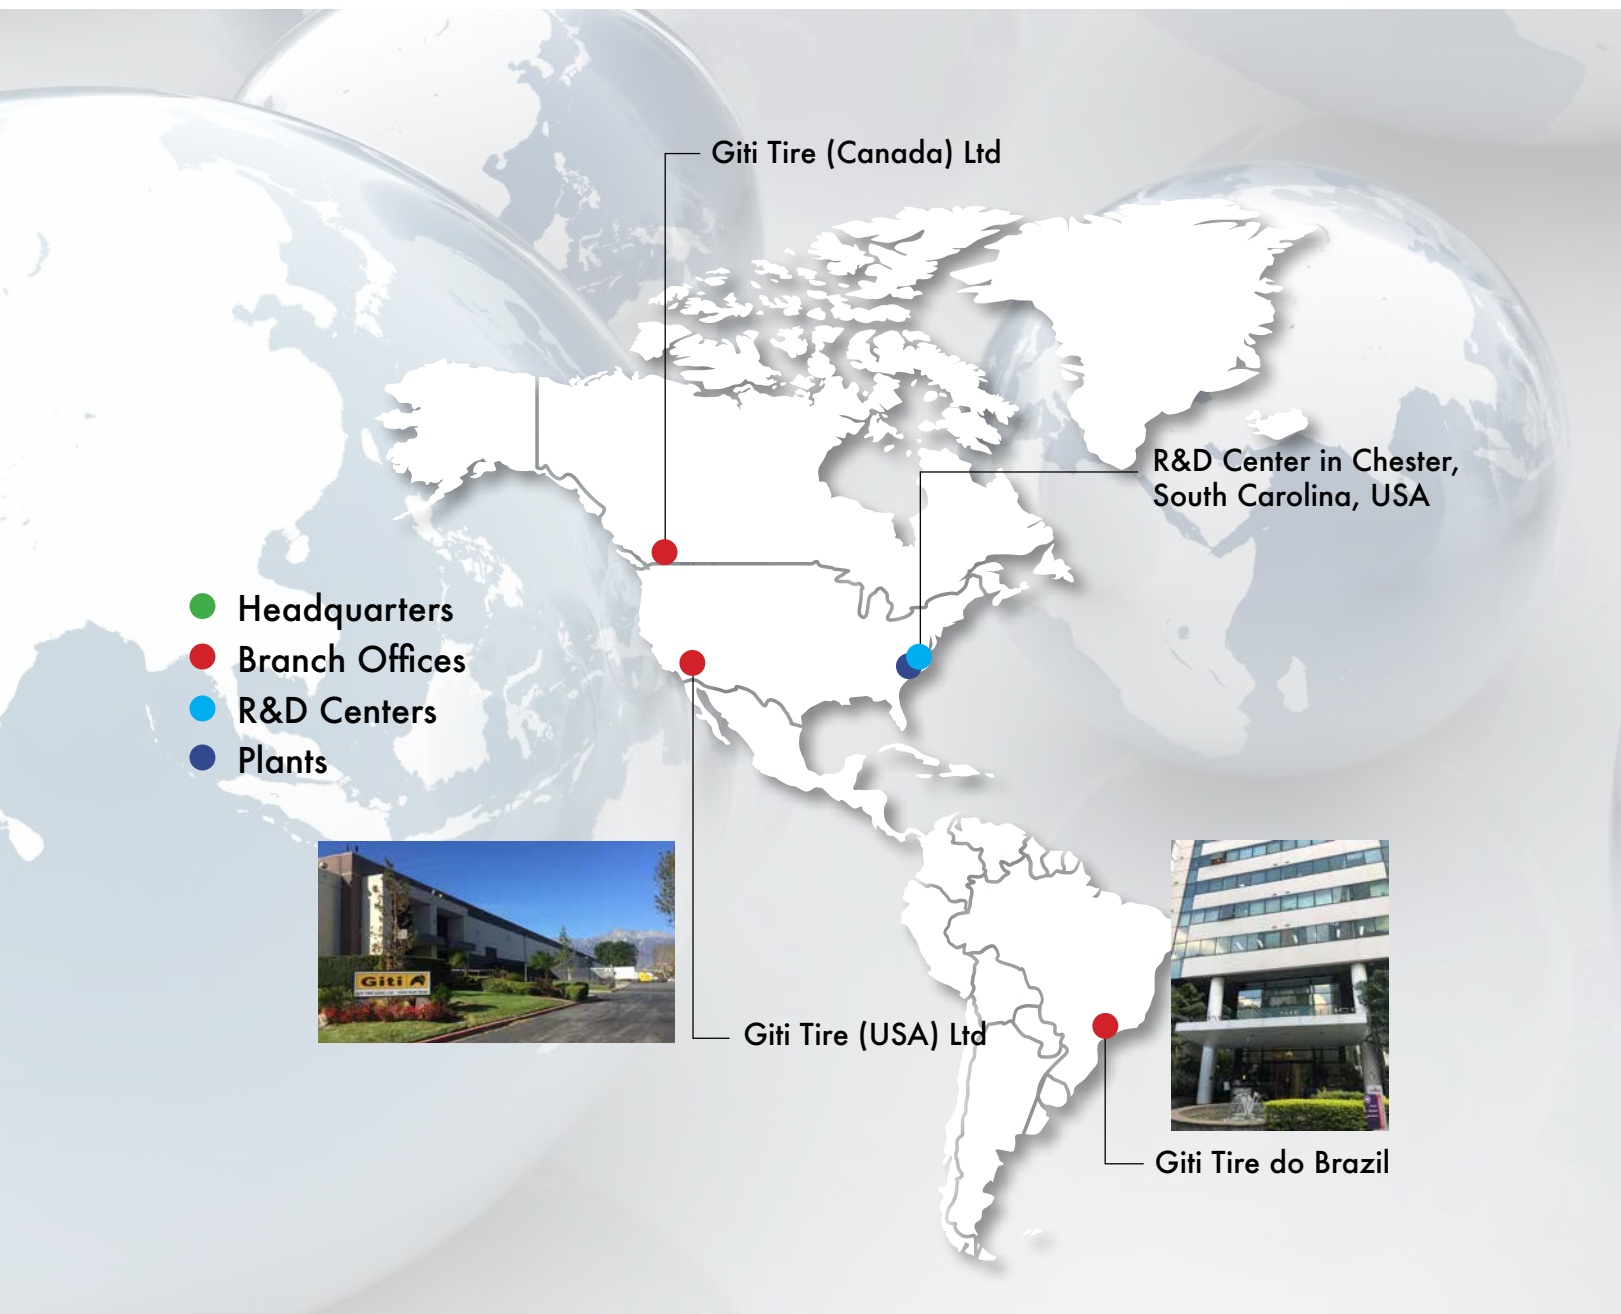 Giti Tire (Canada) Ltd
R&D Center in Chester,
South Carolina, USA
Headquarters
Branch Offices
R&D Centers
Plants
Giti
Giti Tire (USA) Ltd
Giti Tire do Brazil